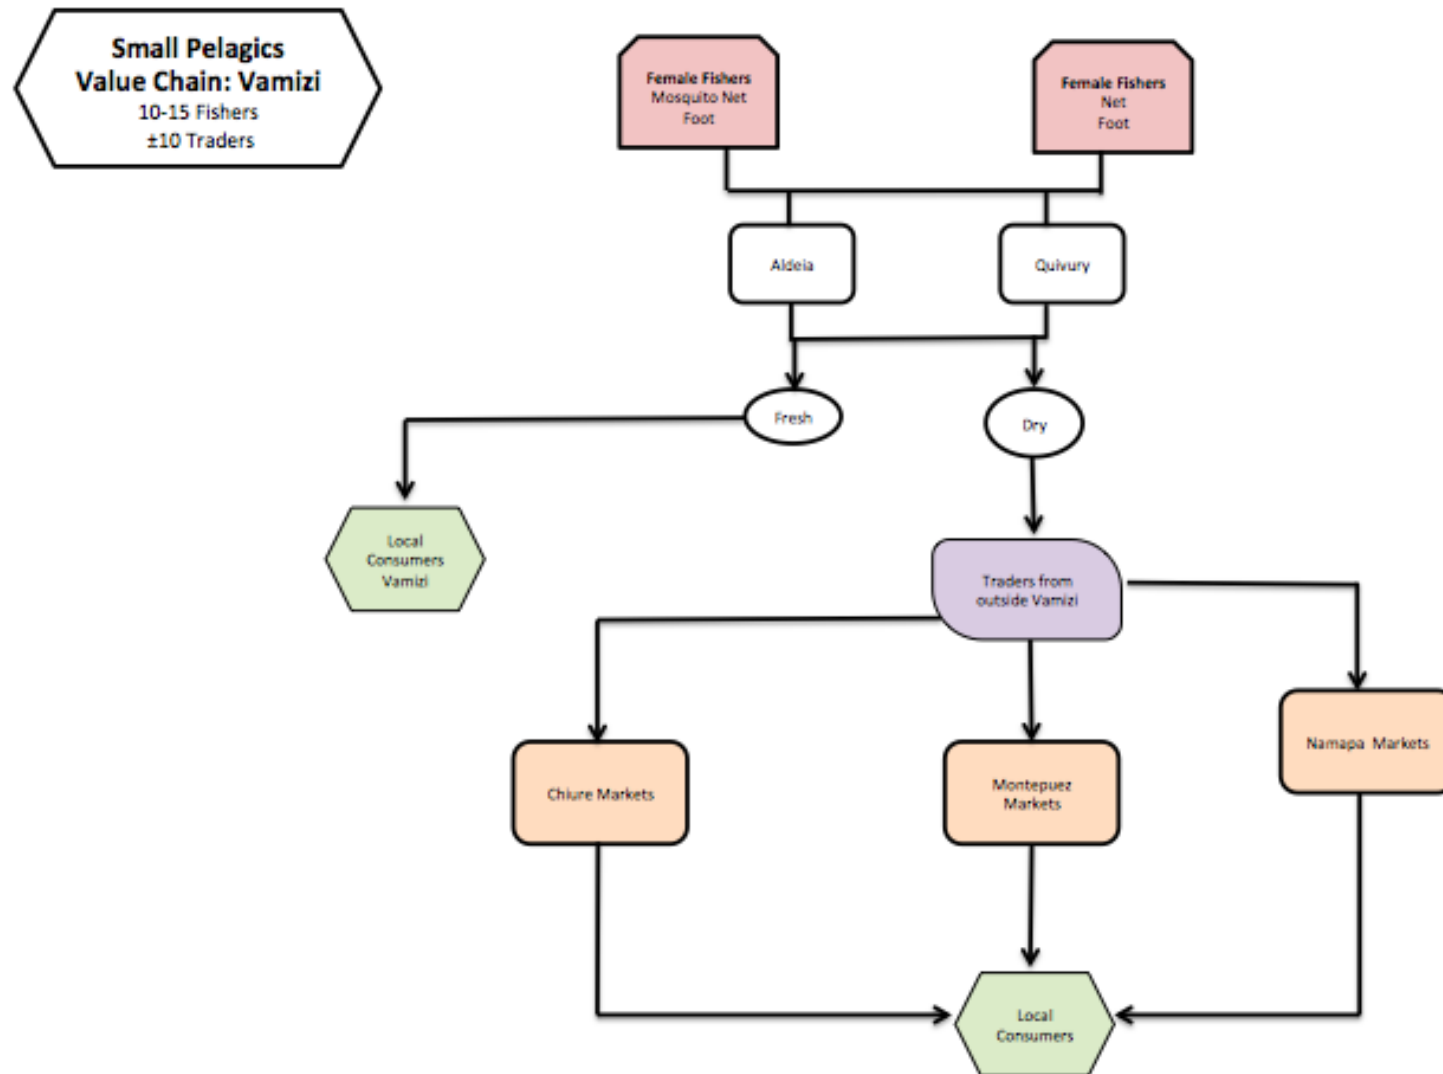 Small Pelagics
Value Chain: Vamizi
10-15 Fishers
±10 Traders
Female Fishers
Mosquito Net
Foot
Female Fishers
Net
Foot
Aldeia
Quivury
Fresh
Dry
Local
Consumers
Vamizi
Traders from
outside Vamizi
Chiure Markets
Montepuez
Markets
Namapa Markets
Local
Consumers